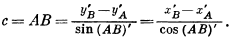 c = AB = \frac{y'_B - y'_A}{\sin (AB)'} = \frac{x'_B - x'_A}{\cos (AB)'} .